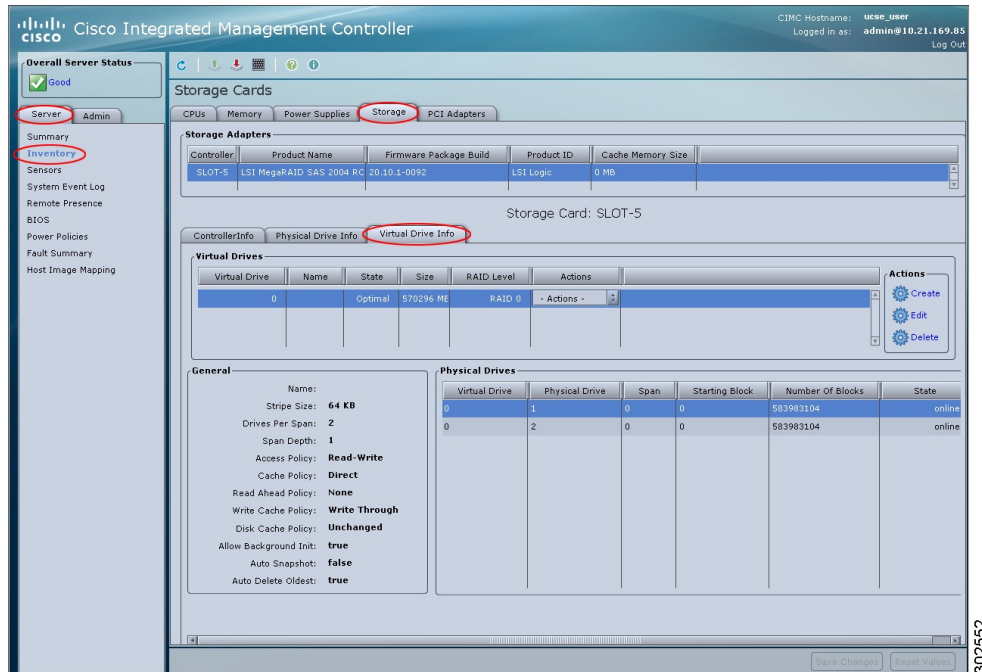 CISCO
Cisco Integrated Management Controller
CIMC Hostname: ucse_user
Logged in as: admin@10.21.169.85
Log Out
Overall Server Status
Good
Server Admin
Summary
Inventory
Sensors
System Event Log
Remote Presence
BIOS
Power Policies
Fault Summary
Host Image Mapping
Storage Cards
CPUs Memory Power Supplies Storage PCI Adapters
Storage Adapters
Controller Product Name Firmware Package Build Product ID Cache Memory Size
SLOT-5 LSI MegaRAID SAS 2004 RC 20.10.1-0092 LSI Logic 0 MB
Storage Card: SLOT-5
ControllerInfo Physical Drive Info Virtual Drive Info
Virtual Drives
Virtual Drive Name State Size RAID Level Actions
0 Optimal 570296 ME RAID 0 - Actions -
Actions
Create
Edit
Delete
General
Name:
Stripe Size: 64 KB
Drives Per Span: 2
Span Depth: 1
Access Policy: Read-Write
Cache Policy: Direct
Read Ahead Policy: None
Write Cache Policy: Write Through
Disk Cache Policy: Unchanged
Allow Background Init: true
Auto Snapshot: false
Auto Delete Oldest: true
Physical Drives
Virtual Drive Physical Drive Span Starting Block Number Of Blocks State
0 1 0 0 583983104 online
0 2 0 0 583983104 online
Save Changes Reset Values
302552